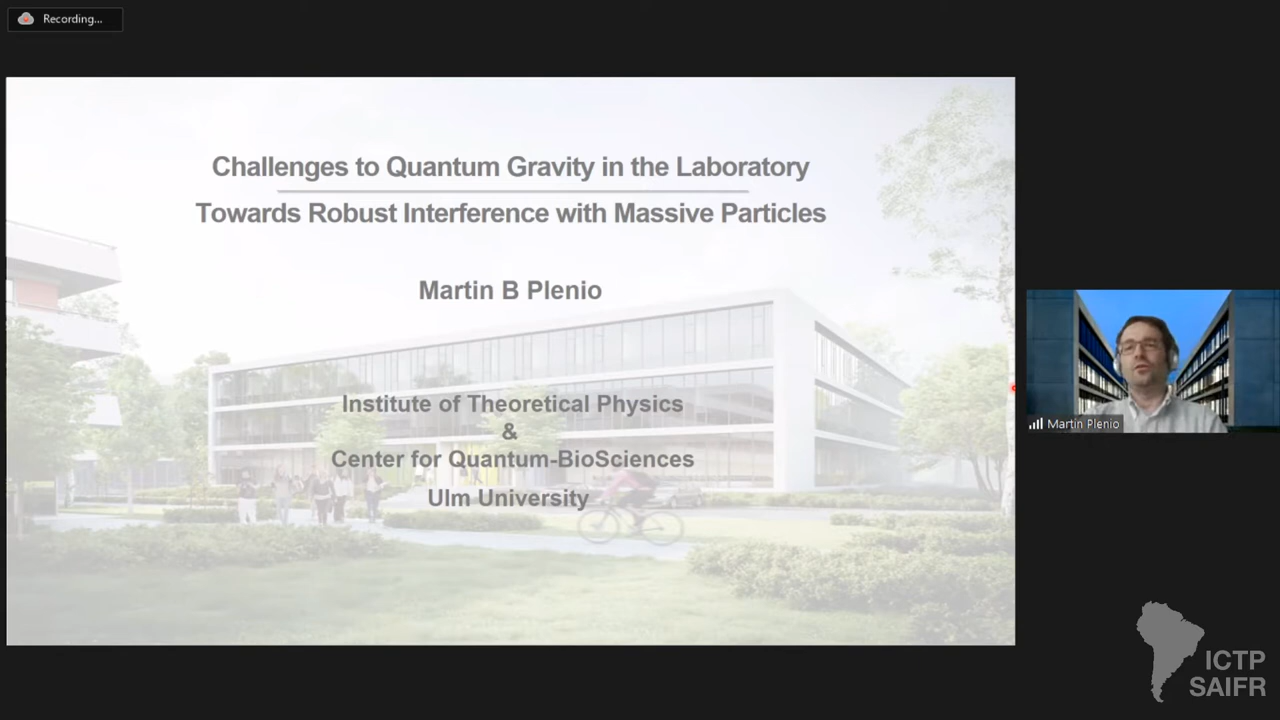 Recording...
Challenges to Quantum Gravity in the Laboratory
Towards Robust Interference with Massive Particles
Martin B Plenio
Institute of Theoretical Physics
&
Center for Quantum-BioSciences
Ulm University
Martin Plenio
ICTP
SAIFR